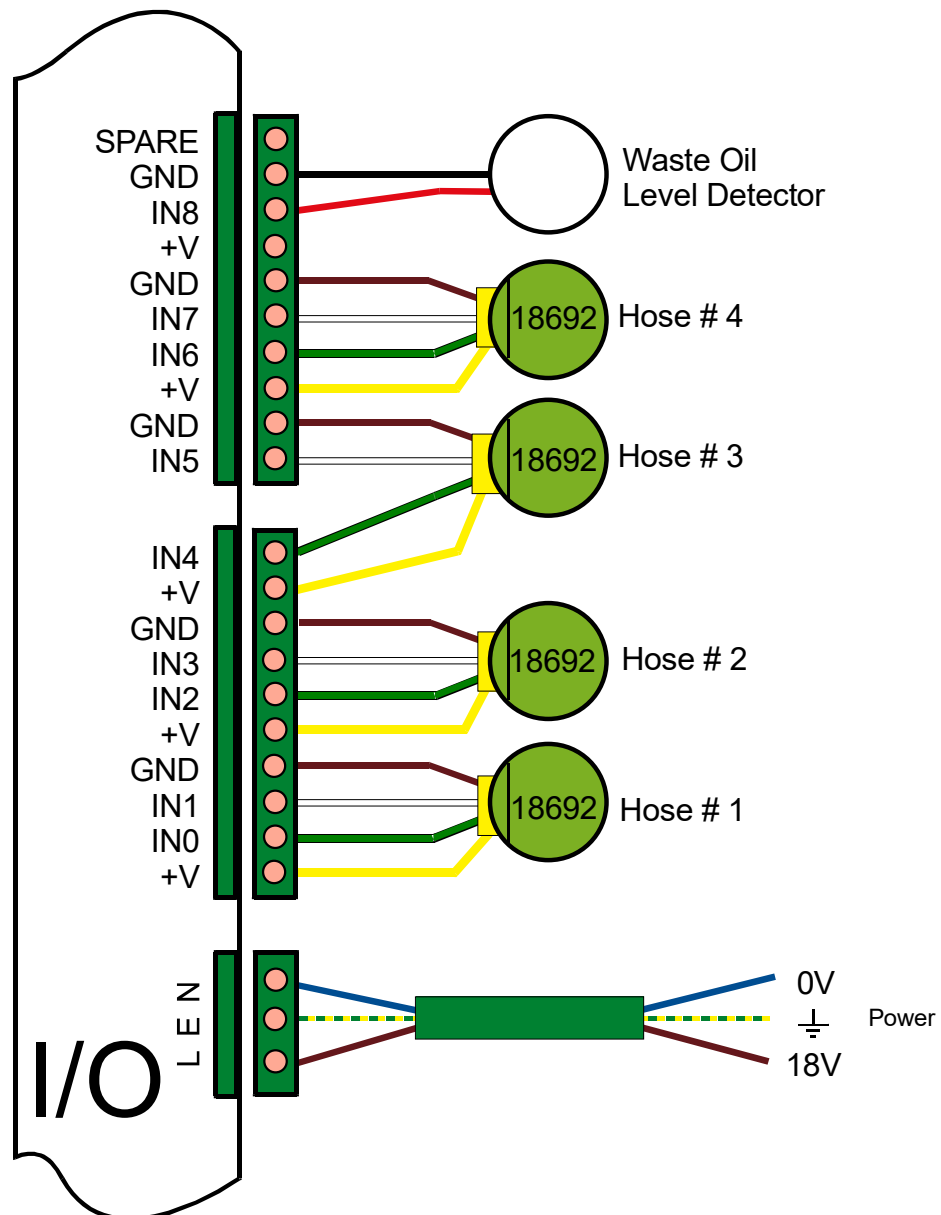 SPARE
GND
IN8
+V
GND
IN7
IN6
+V
GND
IN5
IN4
+V
GND
IN3
IN2
+V
GND
IN1
IN0
+V
Waste Oil
Level Detector
18692 Hose # 4
18692 Hose # 3
18692 Hose # 2
18692 Hose # 1
L E N
I/O
0V
Power
18V